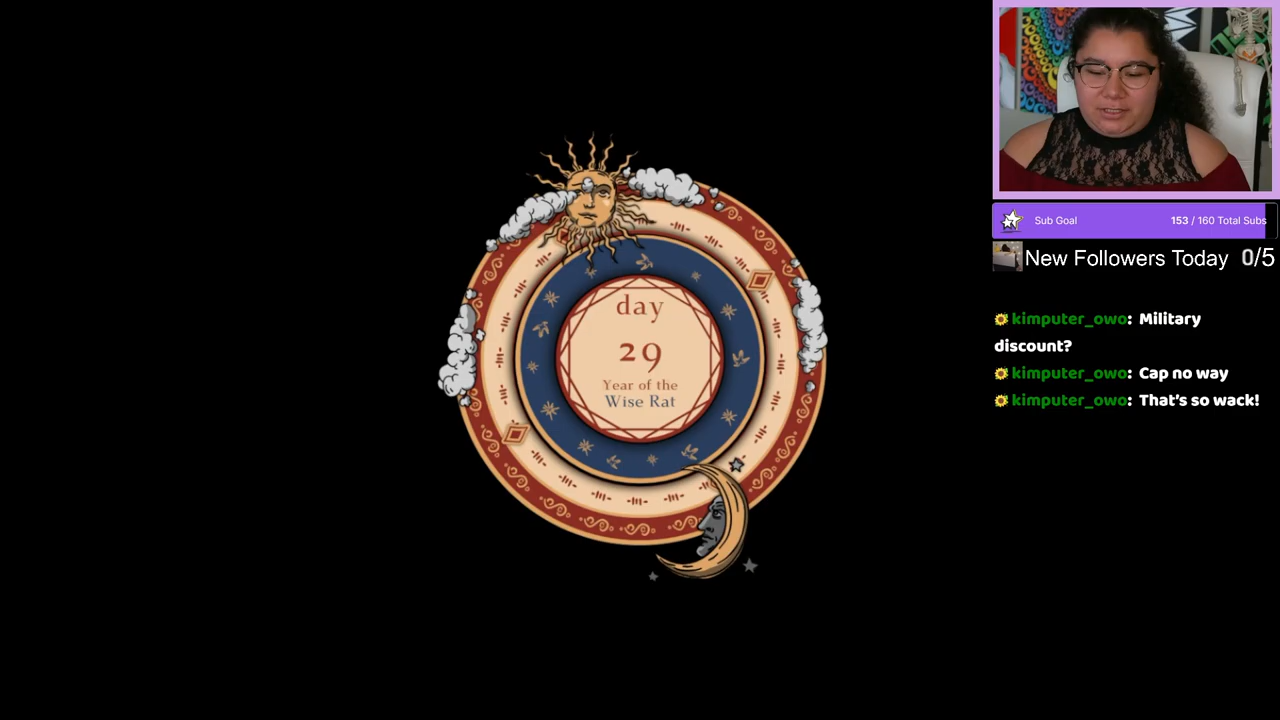 day
29
Year of the
Wise Rat
Sub Goal 153 / 160 Total Subs
New Followers Today 0/5
kimputer_owo: Military
discount?
kimputer_owo: Cap no way
kimputer_owo: That's so wack!